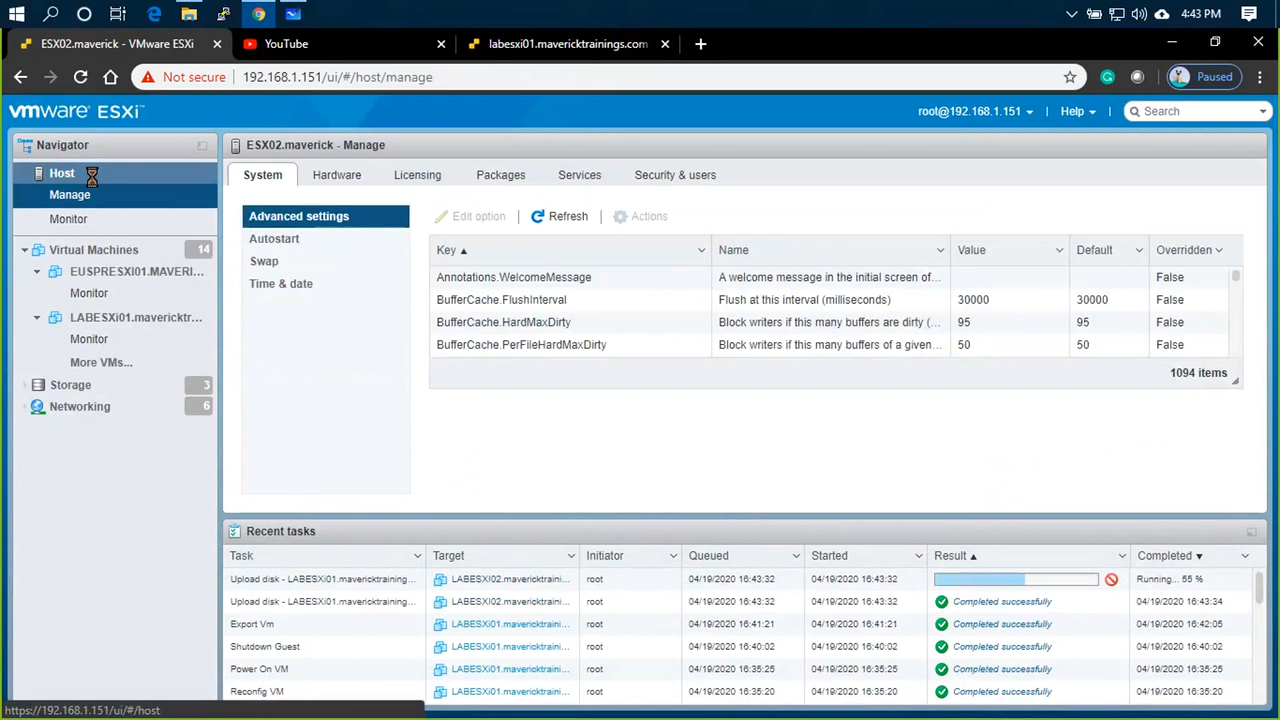 4:43 PM
ESX02.maverick - VMware ESXi
YouTube
labesxi01.mavericktrainings.com
Not secure
192.168.1.151/ui/#/host/manage
Paused
vmware ESXi
root@192.168.1.151
Help
Search
Navigator
Host
Manage
Monitor
Virtual Machines 14
EUSPRESXI01.MAVERI...
Monitor
LABESXi01.mavericktr...
Monitor
More VMs...
Storage 3
Networking 6
ESX02.maverick - Manage
System Hardware Licensing Packages Services Security & users
Advanced settings
Autostart
Swap
Time & date
Edit option Refresh Actions
Key Name Value Default Overridden
Annotations.WelcomeMessage A welcome message in the initial screen of... False
BufferCache.FlushInterval Flush at this interval (milliseconds) 30000 30000 False
BufferCache.HardMaxDirty Block writers if this many buffers are dirty (... 95 95 False
BufferCache.PerFileHardMaxDirty Block writers if this many buffers of a given... 50 50 False
1094 items
Recent tasks
Task Target Initiator Queued Started Result Completed
Upload disk - LABESXi01.mavericktraining... LABESXI02.mavericktraini... root 04/19/2020 16:43:32 04/19/2020 16:43:32 Running... 55 %
Upload disk - LABESXi01.mavericktraining... LABESXI02.mavericktraini... root 04/19/2020 16:43:32 04/19/2020 16:43:32 Completed successfully 04/19/2020 16:43:34
Export Vm LABESXi01.mavericktraini... root 04/19/2020 16:41:21 04/19/2020 16:41:21 Completed successfully 04/19/2020 16:42:05
Shutdown Guest LABESXi01.mavericktraini... root 04/19/2020 16:40:02 04/19/2020 16:40:02 Completed successfully 04/19/2020 16:40:02
Power On VM LABESXi01.mavericktraini... root 04/19/2020 16:35:25 04/19/2020 16:35:25 Completed successfully 04/19/2020 16:35:25
Reconfig VM LABESXi01.mavericktraini... root 04/19/2020 16:35:20 04/19/2020 16:35:20 Completed successfully 04/19/2020 16:35:20
https://192.168.1.151/ui/#/host